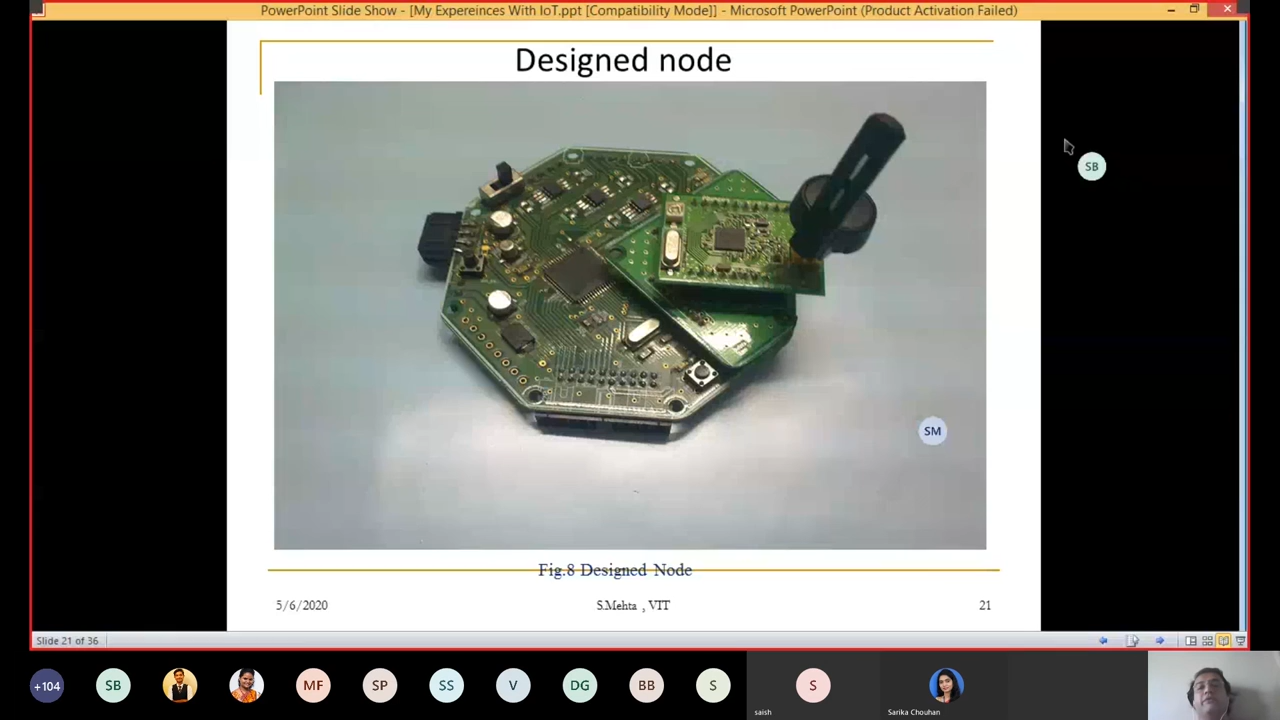 PowerPoint Slide Show - [My Expereinces With IoT.ppt [Compatibility Mode]] - Microsoft PowerPoint (Product Activation Failed)
Designed node
SB
SM
Fig.8 Designed Node
5/6/2020 S.Mehta , VIT 21
Slide 21 of 36
+104 SB MF SP SS V DG BB S S
saish Sarika Chouhan